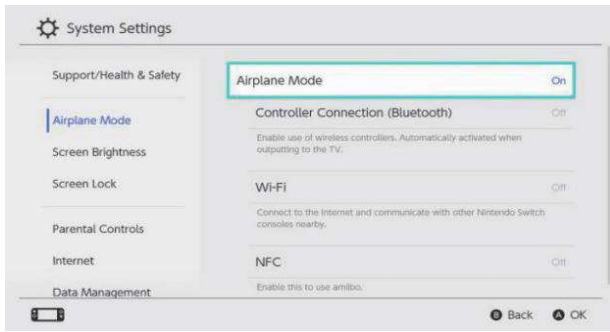 System Settings
Support/Health & Safety
Airplane Mode
Screen Brightness
Screen Lock
Parental Controls
Internet
Data Management
Airplane Mode On
Controller Connection (Bluetooth) Off
Enable use of wireless controllers. Automatically activated when
outputting to the TV.
Wi-Fi Off
Connect to the Internet and communicate with other Nintendo Switch
consoles nearby.
NFC Off
Enable this to use amiibo.
B Back A OK